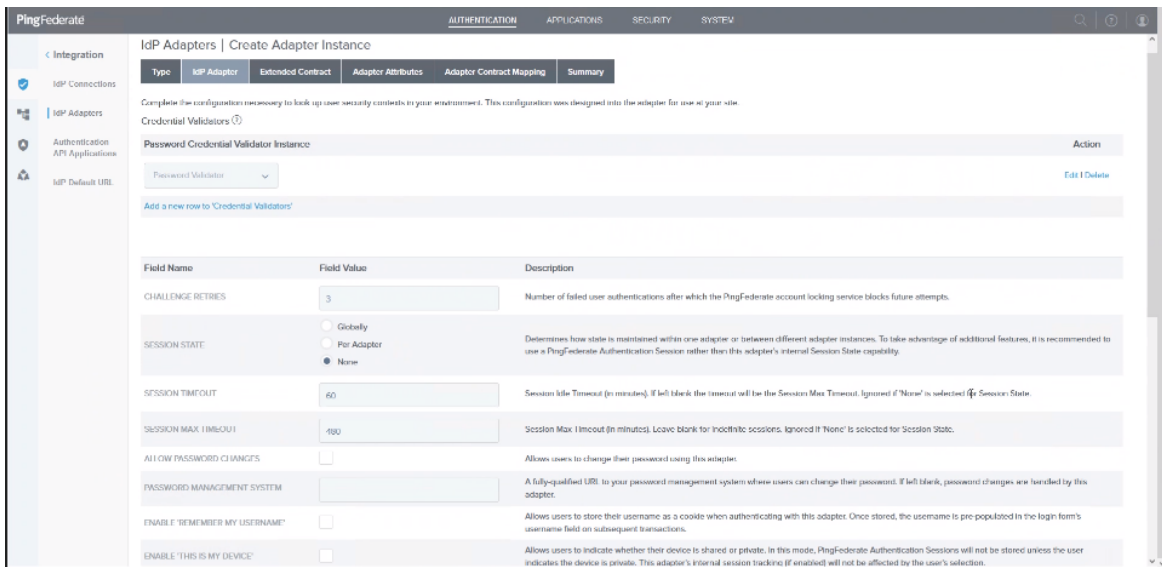 PingFederate
AUTHENTICATION APPLICATIONS SECURITY SYSTEM
< Integration
IdP Connections
IdP Adapters
Authentication
API Applications
IdP Default URL
IdP Adapters | Create Adapter Instance
Type IdP Adapter Extended Contract Adapter Attributes Adapter Contract Mapping Summary
Complete the configuration necessary to look up user security contexts in your environment. This configuration was designed into the adapter for use at your site.
Credential Validators
Password Credential Validator Instance Action
Password Validator Edit | Delete
Add a new row to 'Credential Validators'
Field Name Field Value Description
CHALLENGE RETRIES 3 Number of failed user authentications after which the PingFederate account locking service blocks future attempts.
SESSION STATE
Globally
Per Adapter
None
Determines how state is maintained within one adapter or between different adapter instances. To take advantage of additional features, it is recommended to
use a PingFederate Authentication Session rather than this adapter's internal Session State capability.
SESSION TIMEOUT 60 Session Idle Timeout (in minutes). If left blank the timeout will be the Session Max Timeout. Ignored if 'None' is selected for Session State.
SESSION MAX TIMEOUT 480 Session Max Timeout (in minutes). Leave blank for indefinite sessions. Ignored if 'None' is selected for Session State.
ALLOW PASSWORD CHANGES Allows users to change their password using this adapter.
PASSWORD MANAGEMENT SYSTEM
A fully-qualified URL to your password management system where users can change their password. If left blank, password changes are handled by this
adapter.
ENABLE 'REMEMBER MY USERNAME'
Allows users to store their username as a cookie when authenticating with this adapter. Once stored, the username is pre-populated in the login form's
username field on subsequent transactions.
ENABLE 'THIS IS MY DEVICE'
Allows users to indicate whether their device is shared or private. In this mode, PingFederate Authentication Sessions will not be stored unless the user
indicates the device is private. This adapter's internal session tracking (if enabled) will not be affected by the user's selection.